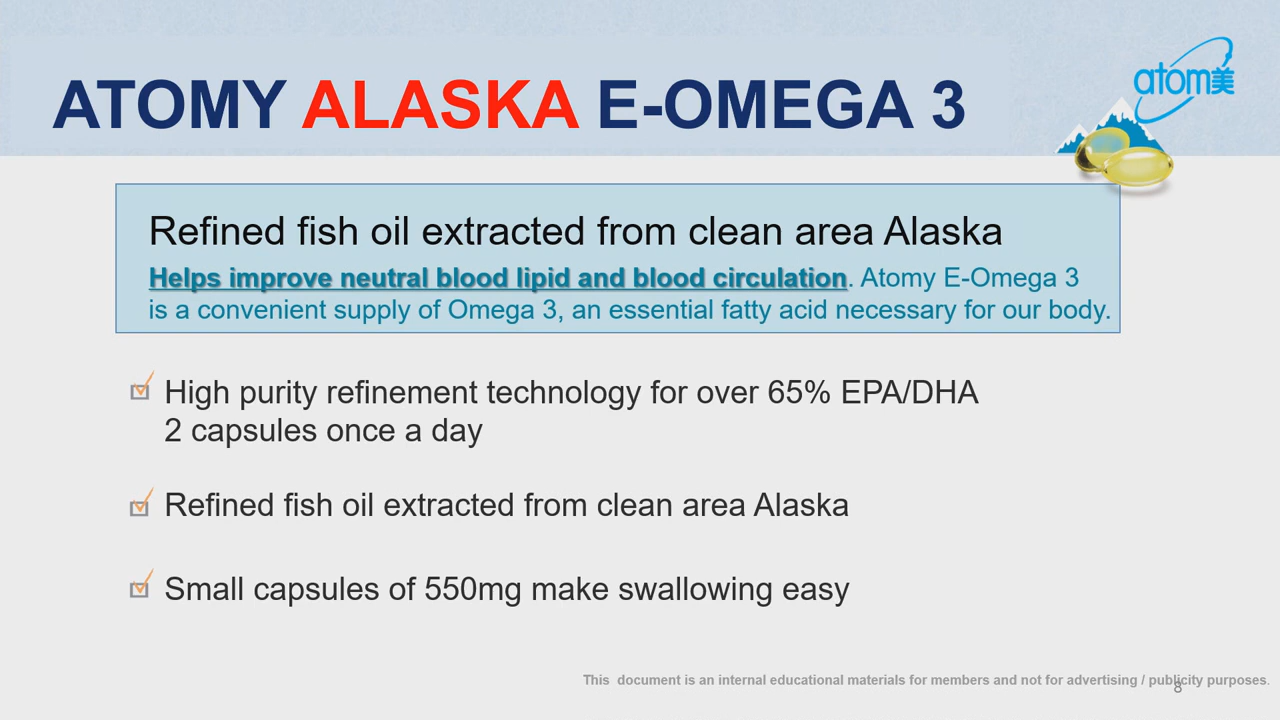 ATOMY ALASKA E-OMEGA 3
atom美
Refined fish oil extracted from clean area Alaska
Helps improve neutral blood lipid and blood circulation. Atomy E-Omega 3
is a convenient supply of Omega 3, an essential fatty acid necessary for our body.
High purity refinement technology for over 65% EPA/DHA
2 capsules once a day
Refined fish oil extracted from clean area Alaska
Small capsules of 550mg make swallowing easy
This document is an internal educational materials for members and not for advertising / publicity purposes.
8